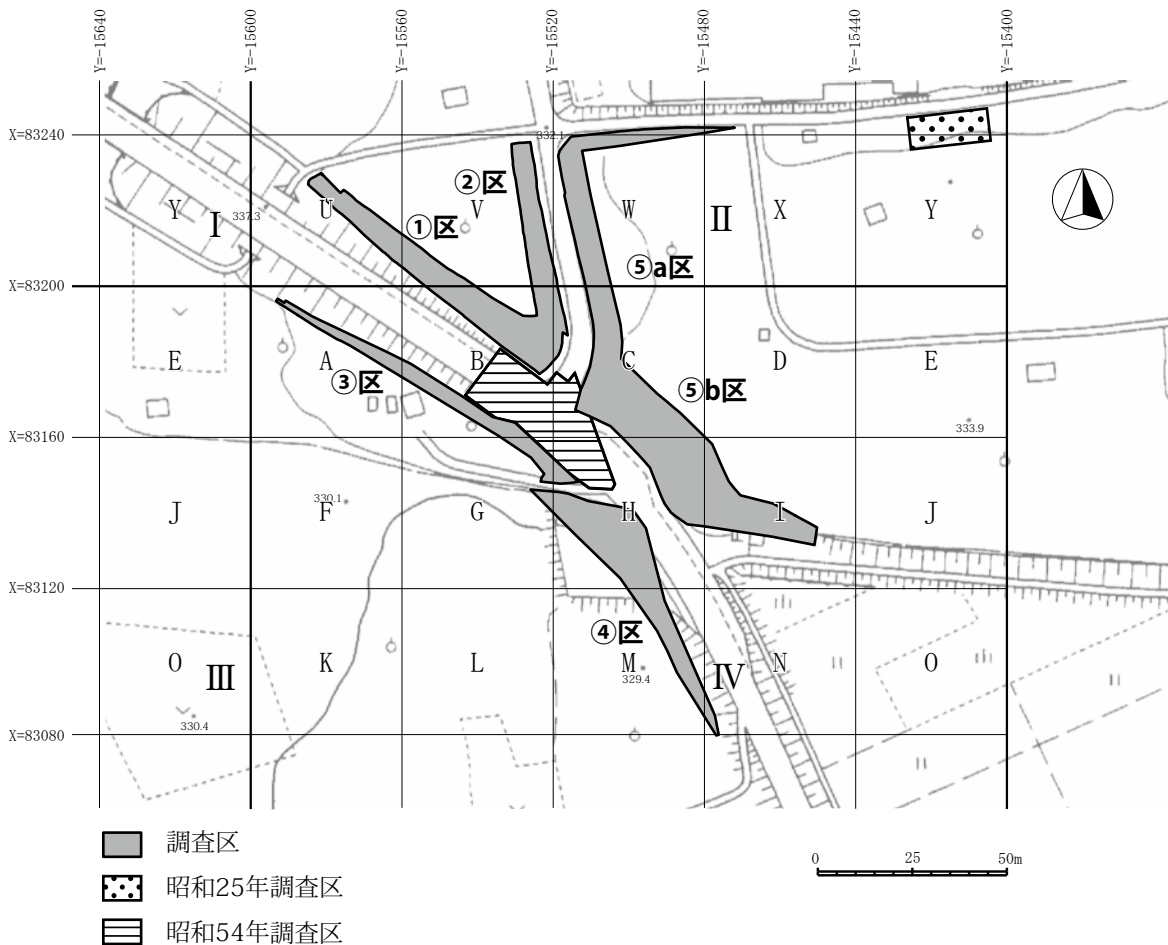 Y=-15640
Y=-15600
Y=-15560
Y=-15520
Y=-15480
Y=-15440
Y=-15400
X=83240
332.1
②区
Y
U
V
W
Ⅱ
X
Y
Ⅰ
337.3
①区
⑤a区
X=83200
E
A
B
C
D
E
③区
⑤b区
333.9
X=83160
330.1
J
F
G
H
I
J
X=83120
④区
O
Ⅲ
K
L
M
Ⅳ
N
O
329.4
330.4
X=83080
調査区
0 25 50m
昭和25年調査区
昭和54年調査区